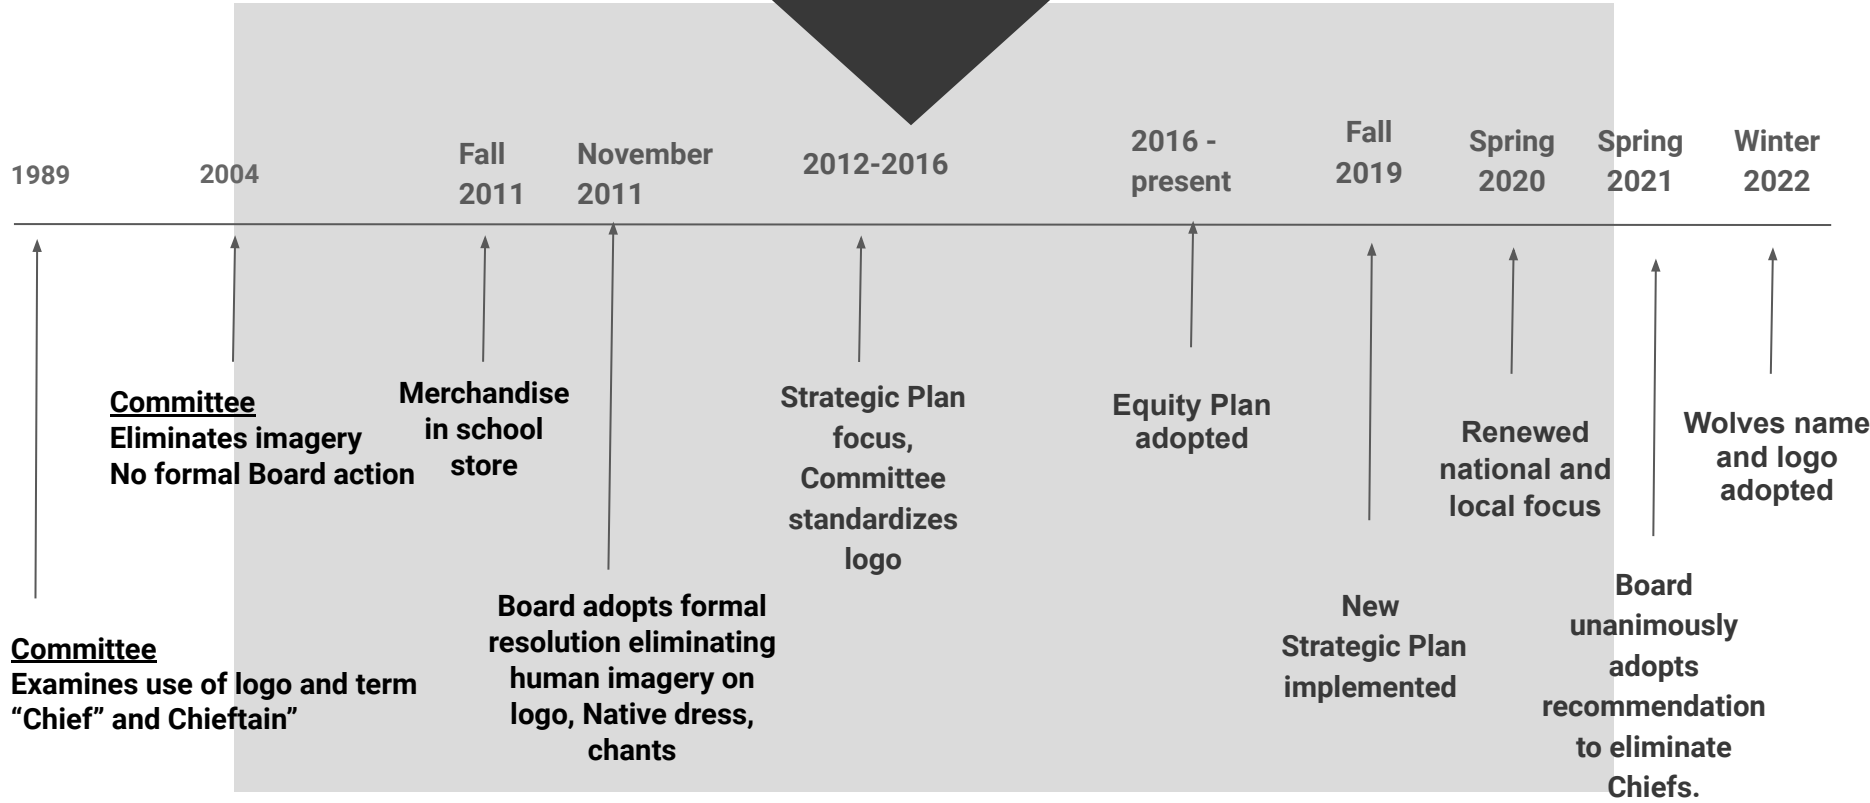 1989
2004
Fall
2011
November
2011
2012-2016
2016 -
present
Fall
2019
Spring
2020
Spring
2021
Winter
2022
Committee
Examines use of logo and term
“Chief” and Chieftain”
Committee
Eliminates imagery
No formal Board action
Merchandise
in school
store
Board adopts formal
resolution eliminating
human imagery on
logo, Native dress,
chants
Strategic Plan
focus,
Committee
standardizes
logo
Equity Plan
adopted
New
Strategic Plan
implemented
Renewed
national and
local focus
Board
unanimously
adopts
recommendation
to eliminate
Chiefs.
Wolves name
and logo
adopted